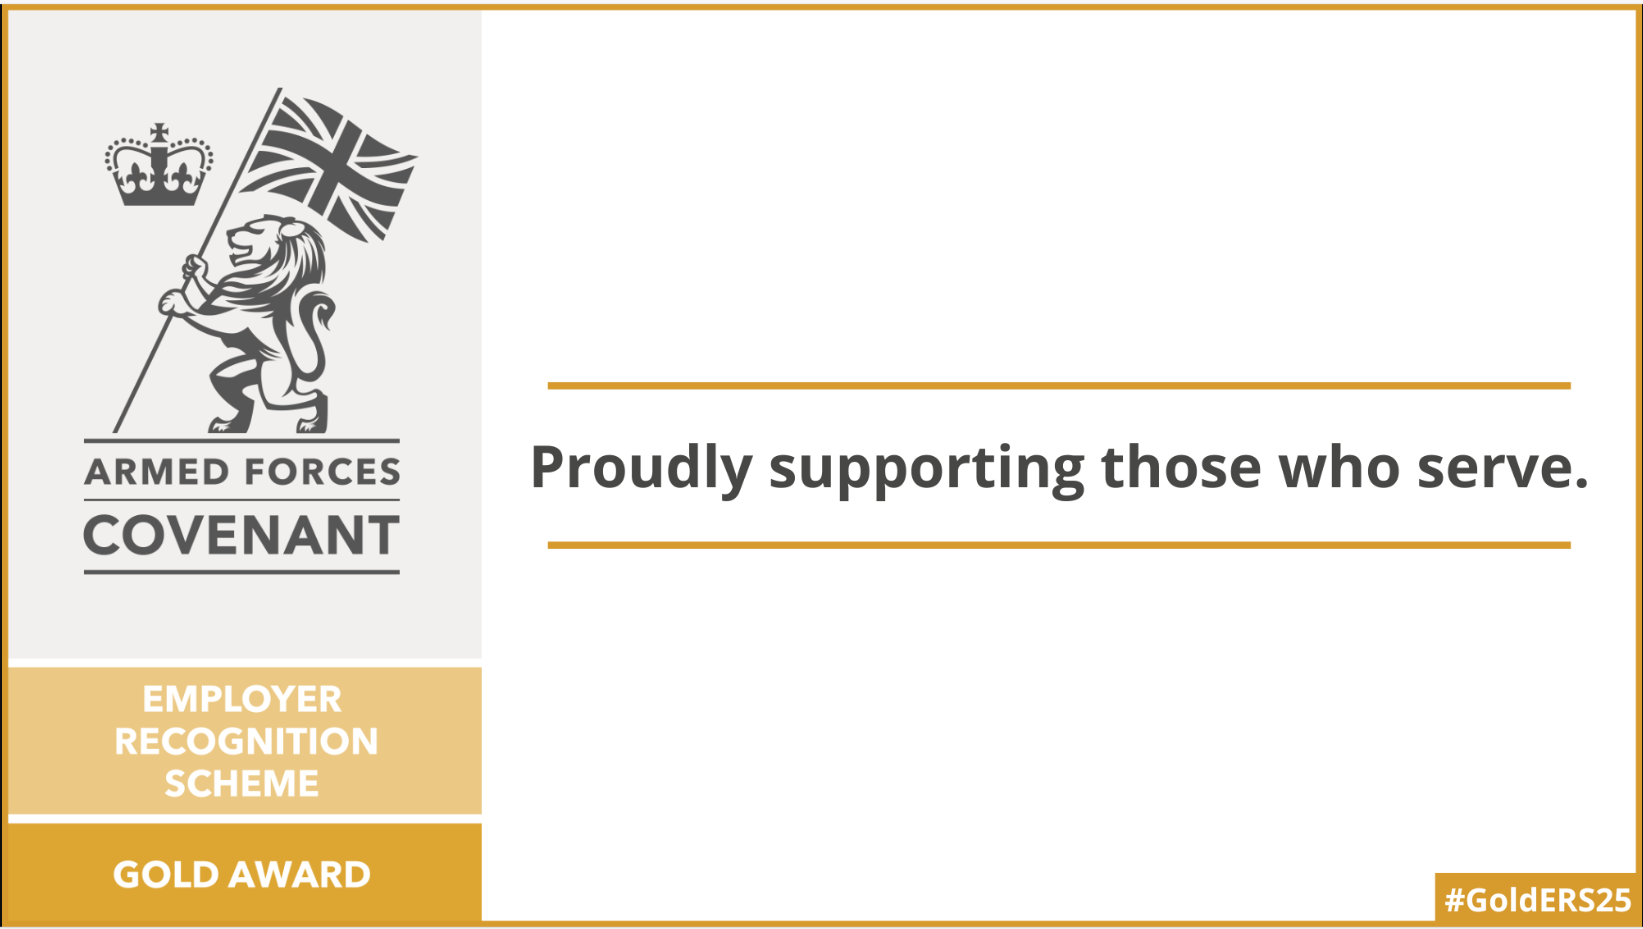 ARMED FORCES
COVENANT
EMPLOYER
RECOGNITION
SCHEME
GOLD AWARD
Proudly supporting those who serve.
#GoldERS25